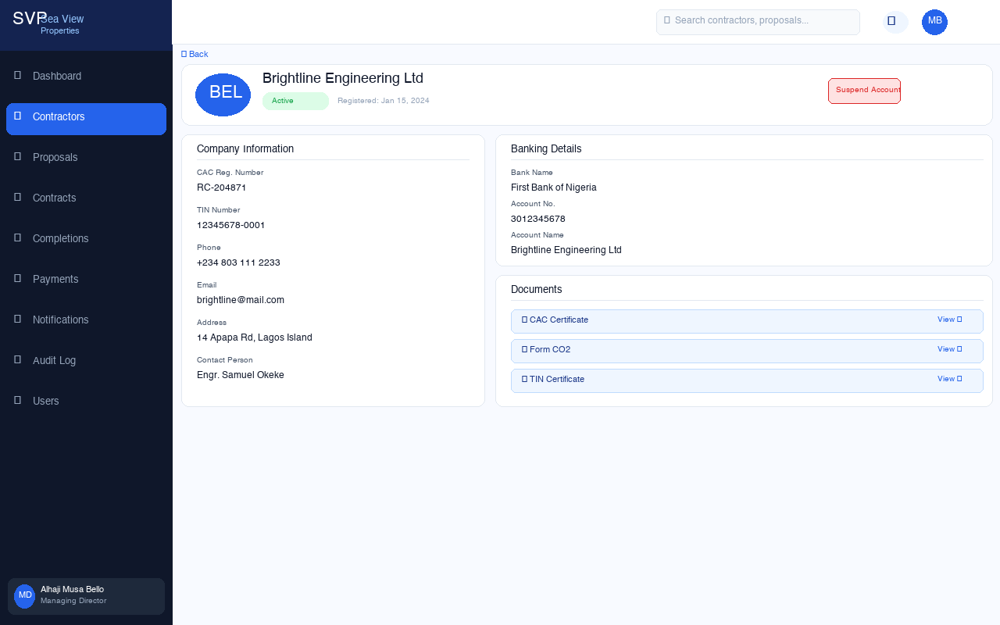 SVP
Sea View
Properties
Search contractors, proposals...
MB
Dashboard
Contractors
Proposals
Contracts
Completions
Payments
Notifications
Audit Log
Users
MD
Alhaji Musa Bello
Managing Director
Back
BEL
Brightline Engineering Ltd
Active
Registered: Jan 15, 2024
Suspend Account
Company Information
CAC Reg. Number
RC-204871
TIN Number
12345678-0001
Phone
+234 803 111 2233
Email
brightline@mail.com
Address
14 Apapa Rd, Lagos Island
Contact Person
Engr. Samuel Okeke
Banking Details
Bank Name
First Bank of Nigeria
Account No.
3012345678
Account Name
Brightline Engineering Ltd
Documents
CAC Certificate View
Form CO2 View
TIN Certificate View